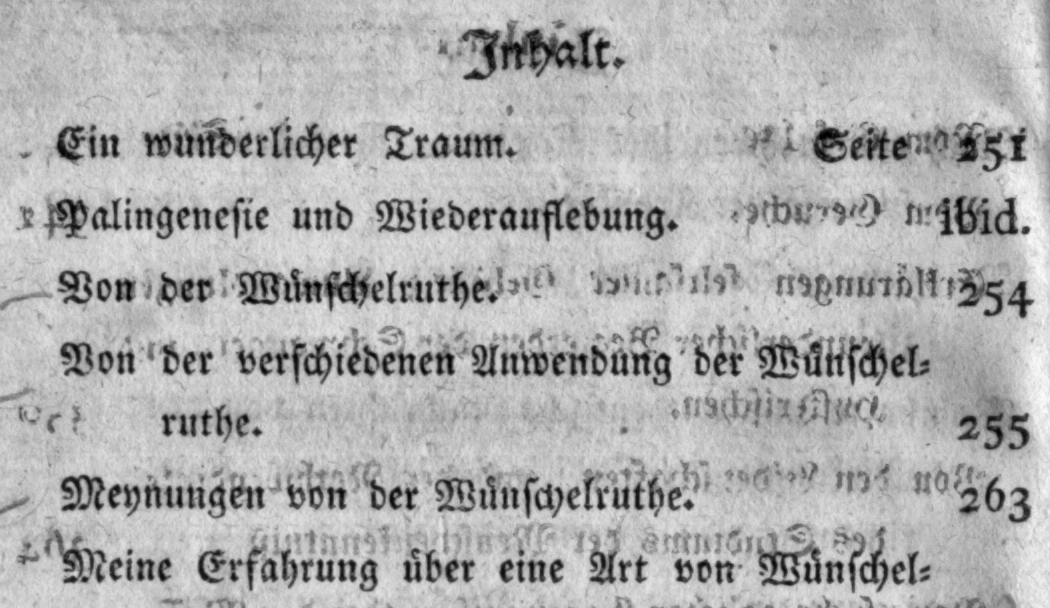 Inhalt.
Ein wunderlicher Traum. Seite 251
Palingenesie und Wiederauflebung. ibid.
Von der Wünschelruthe. 254
Von der verschiedenen Anwendung der Wünschel-
ruthe. 255
Meynungen von der Wünschelruthe. 263
Meine Erfahrung über eine Art von Wünschel-